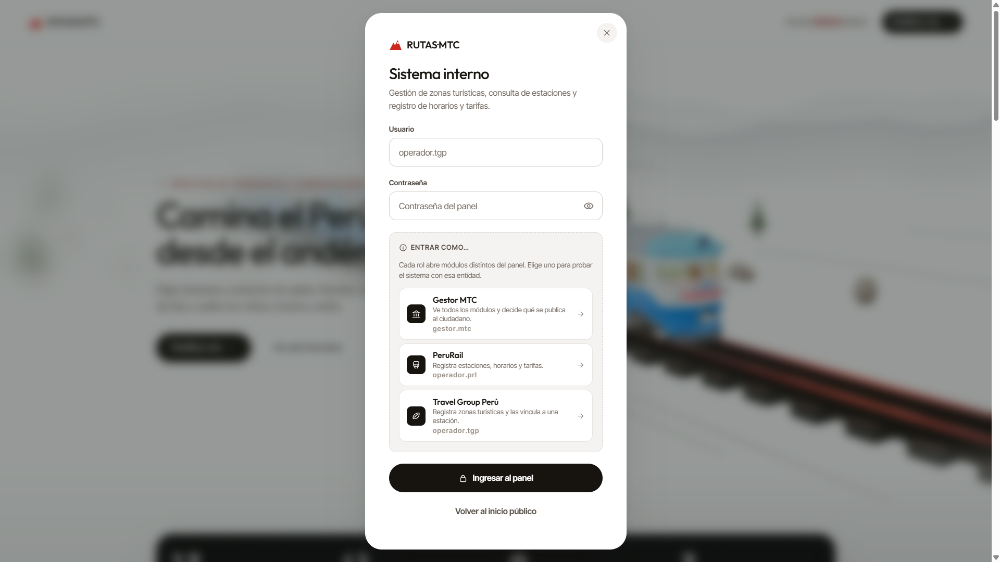 RUTAS·MTC
Sistema interno
Gestión de zonas turísticas, consulta de estaciones y
registro de horarios y tarifas.
Usuario
operador.tgp
Contraseña
Contraseña del panel
ENTRAR COMO...
Cada rol abre módulos distintos del panel. Elige uno para probar
el sistema con esa entidad.
Gestor MTC
Ve todos los módulos y decide qué se publica
al ciudadano.
gestor.mtc
PeruRail
Registra estaciones, horarios y tarifas.
operador.prl
Travel Group Perú
Registra zonas turísticas y las vincula a una
estación.
operador.tgp
Ingresar al panel
Volver al inicio público
Camina el Perú
desde el andén